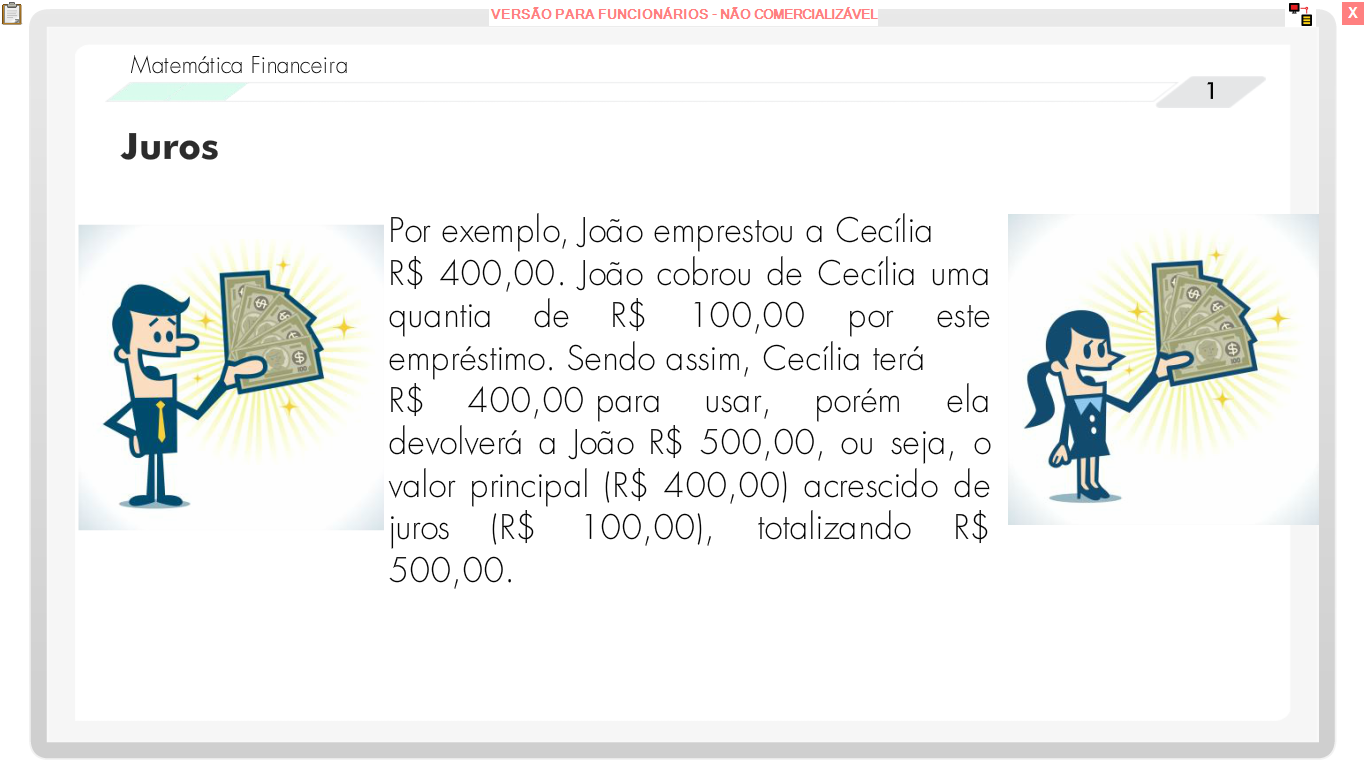 VERSÃO PARA FUNCIONÁRIOS - NÃO COMERCIALIZÁVEL
X
Matemática Financeira
1
Juros
Por exemplo, João emprestou a Cecília
R$ 400,00. João cobrou de Cecília uma
quantia de R$ 100,00 por este
empréstimo. Sendo assim, Cecília terá
R$ 400,00 para usar, porém ela
devolverá a João R$ 500,00, ou seja, o
valor principal (R$ 400,00) acrescido de
juros (R$ 100,00), totalizando R$
500,00.